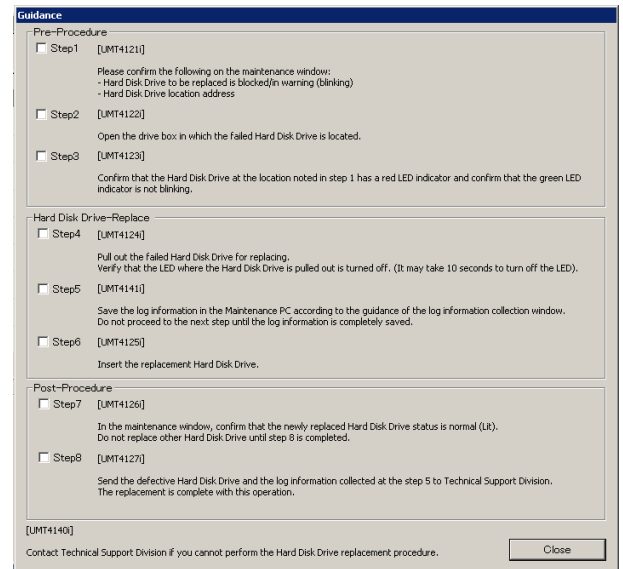 Guidance
Pre-Procedure
Step1 [UMT4121i]
Please confirm the following on the maintenance window:
- Hard Disk Drive to be replaced is blocked/in warning (blinking)
- Hard Disk Drive location address
Step2 [UMT4122i]
Open the drive box in which the failed Hard Disk Drive is located.
Step3 [UMT4123i]
Confirm that the Hard Disk Drive at the location noted in step 1 has a red LED indicator and confirm that the green LED
indicator is not blinking.
Hard Disk Drive-Replace
Step4 [UMT4124i]
Pull out the failed Hard Disk Drive for replacing.
Verify that the LED where the Hard Disk Drive is pulled out is turned off. (It may take 10 seconds to turn off the LED).
Step5 [UMT4141i]
Save the log information in the Maintenance PC according to the guidance of the log information collection window.
Do not proceed to the next step until the log information is completely saved.
Step6 [UMT4125i]
Insert the replacement Hard Disk Drive.
Post-Procedure
Step7 [UMT4126i]
In the maintenance window, confirm that the newly replaced Hard Disk Drive status is normal (Lit).
Do not replace other Hard Disk Drive until step 8 is completed.
Step8 [UMT4127i]
Send the defective Hard Disk Drive and the log information collected at the step 5 to Technical Support Division.
The replacement is complete with this operation.
[UMT4140i]
Contact Technical Support Division if you cannot perform the Hard Disk Drive replacement procedure.
Close